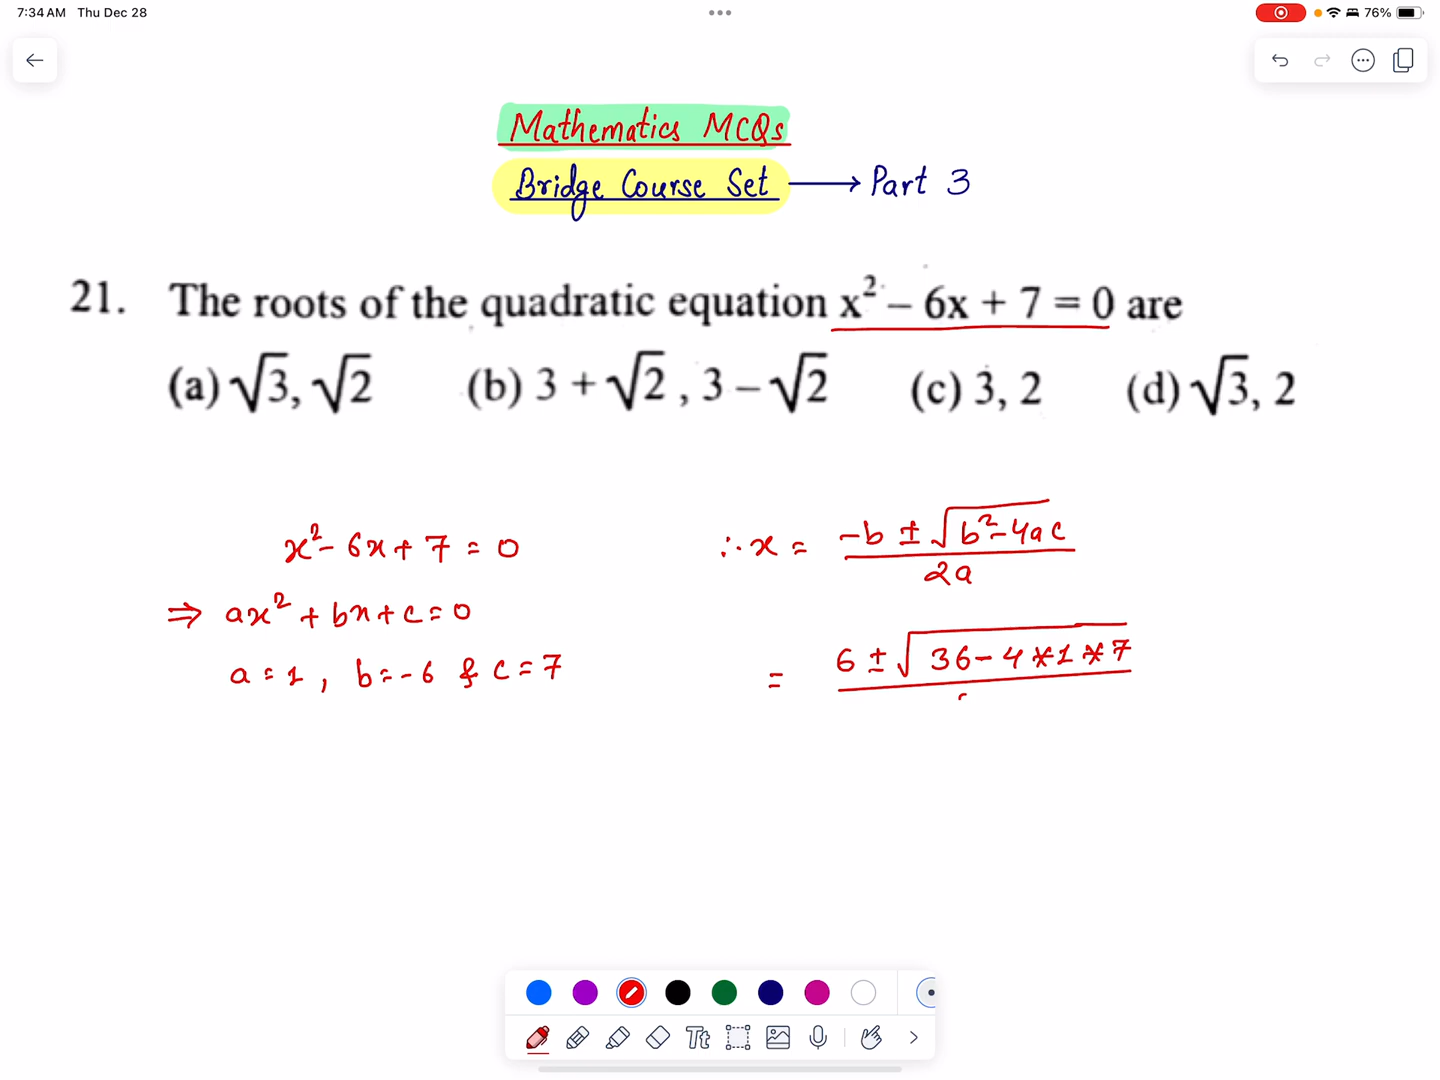 7:34 AM Thu Dec 28
76%
Mathematics MCQs
Bridge Course Set → Part 3
21. The roots of the quadratic equation x² – 6x + 7 = 0 are
(a) √3, √2 (b) 3 + √2 , 3 – √2 (c) 3, 2 (d) √3, 2
x² - 6x + 7 = 0
⇒ ax² + bx + c = 0
a = 1 , b = -6 & c = 7
∴ x = (-b ± √(b² - 4ac)) / 2a
= 6 ± √(36 - 4 * 1 * 7)
Tt